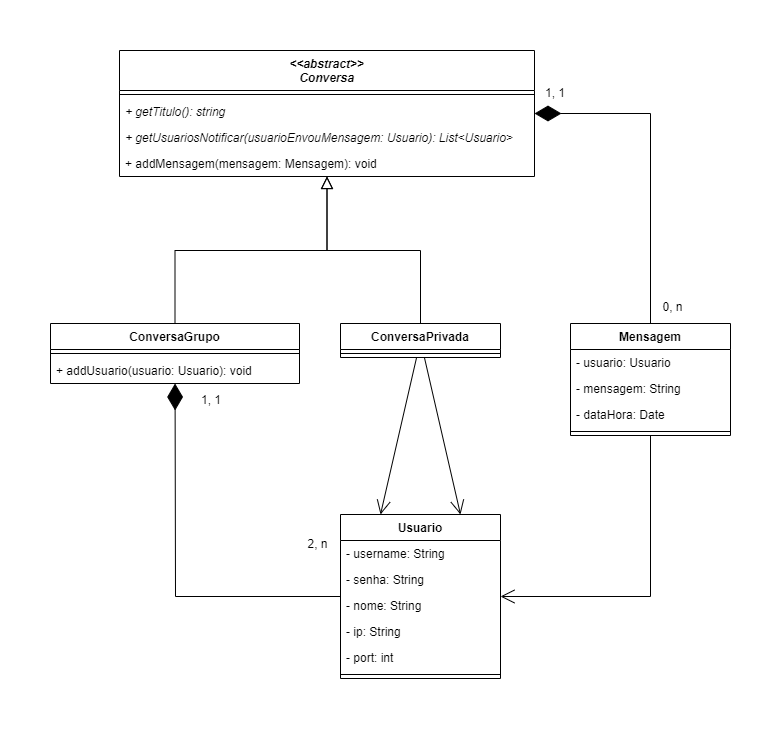 <<abstract>>
Conversa
1, 1
+ getTitulo(): string
+ getUsuariosNotificar(usuarioEnvouMensagem: Usuario): List<Usuario>
+ addMensagem(mensagem: Mensagem): void
0, n
ConversaGrupo
+ addUsuario(usuario: Usuario): void
1, 1
ConversaPrivada
Mensagem
- usuario: Usuario
- mensagem: String
- dataHora: Date
2, n
Usuario
- username: String
- senha: String
- nome: String
- ip: String
- port: int